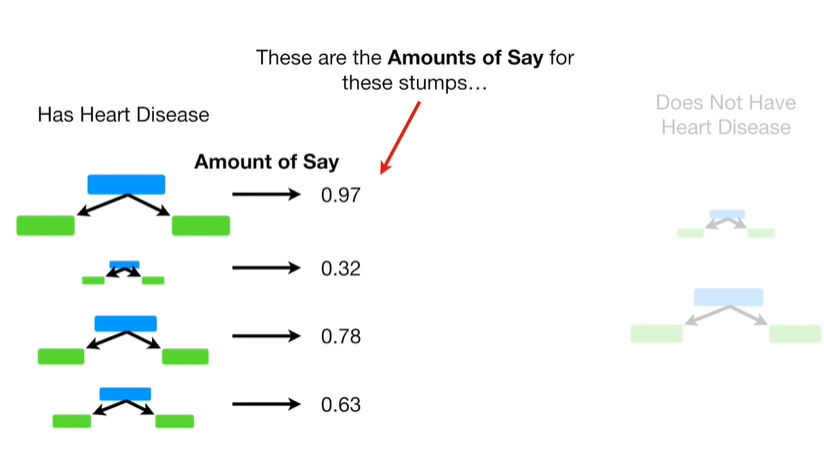 These are the Amounts of Say for
these stumps…
Has Heart Disease
Does Not Have
Heart Disease
Amount of Say
0.97
0.32
0.78
0.63